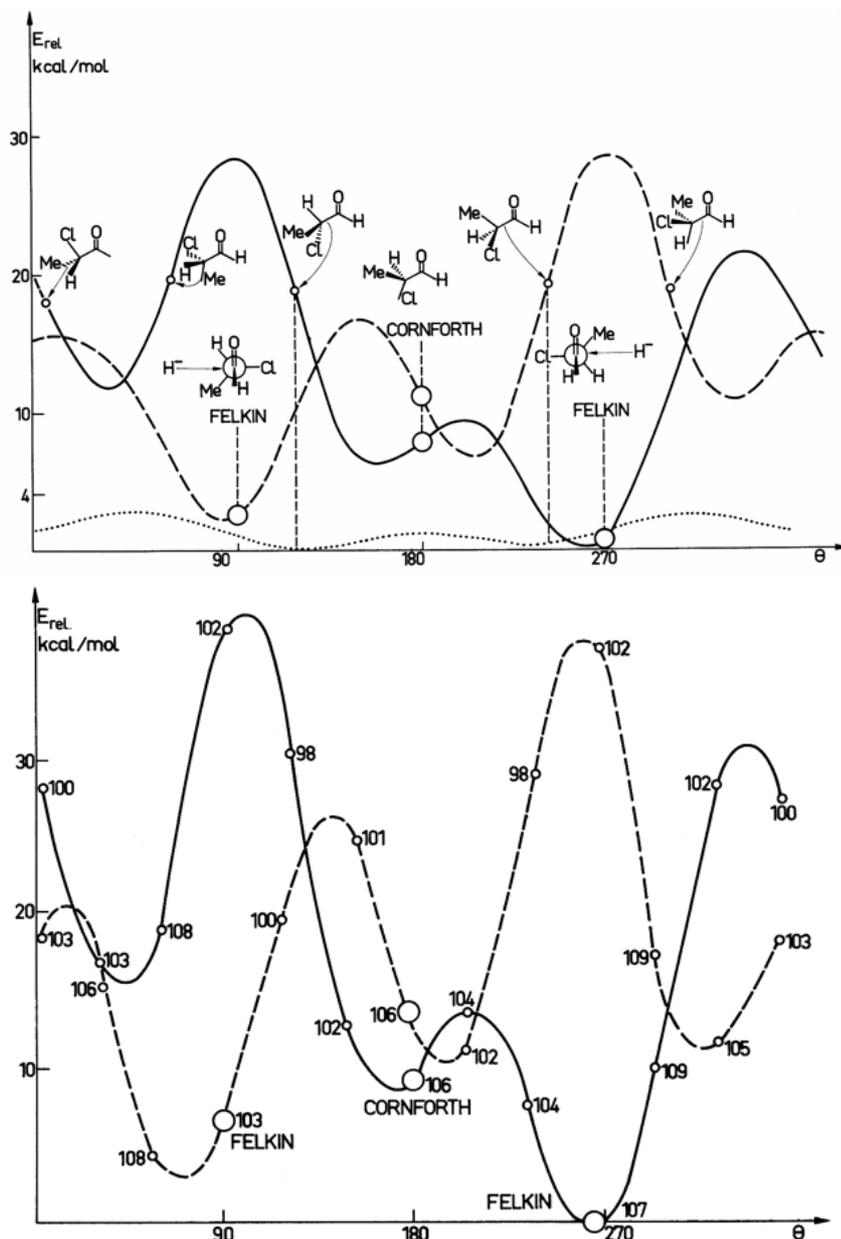 E rel
kcal/mol
30
20
10
4
Cl
O
Me
H
Cl
O
H
H
Me
H
O
H
Me
Cl
H
O
Me
H
Cl
CORNFORTH
Me
O
H
H
Cl
Me
O
Cl
H
H
H⁻
O
Cl
Me
H
H
FELKIN
O
Me
Cl
H⁻
H
H
FELKIN
90
180
270
θ
E rel.
kcal/mol
30
20
10
100
103
103
106
108
108
102
103
FELKIN
100
98
101
102
106
106
CORNFORTH
104
102
104
98
102
FELKIN
107
109
109
102
105
100
103
90
180
270
θ